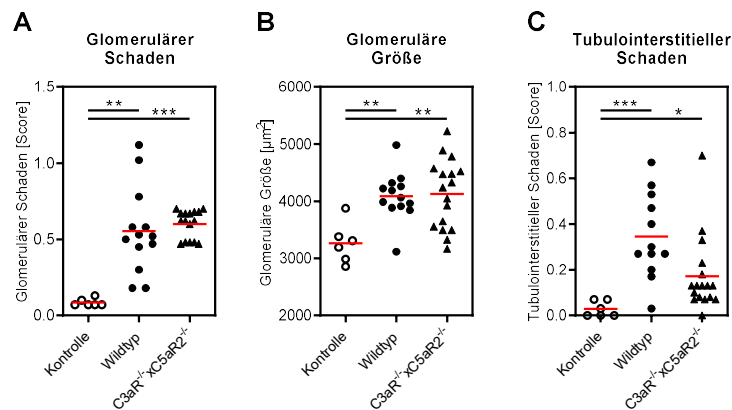 A
Glomerulärer
Schaden
Glomerulärer Schaden [Score]
1.5
1.0
0.5
0.0
**
***
Kontrolle
Wildtyp
C3aR⁻/⁻xC5aR2⁻/⁻
B
Glomeruläre
Größe
Glomeruläre Größe [µm²]
6000
5000
4000
3000
2000
**
**
Kontrolle
Wildtyp
C3aR⁻/⁻xC5aR2⁻/⁻
C
Tubulointerstitieller
Schaden
Tubulointerstitieller Schaden [Score]
1.0
0.8
0.6
0.4
0.2
0.0
***
*
Kontrolle
Wildtyp
C3aR⁻/⁻xC5aR2⁻/⁻